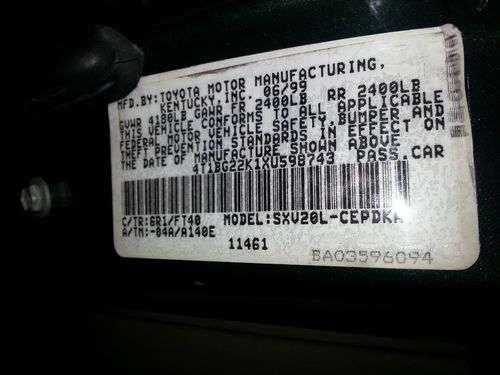 MFD.BY:TOYOTA MOTOR MANUFACTURING,
KENTUCKY,INC. 06/99
GVWR 4180LB GAWR FR 2400LB RR 2400LB
THIS VEHICLE CONFORMS TO ALL APPLICABLE
FEDERAL MOTOR VEHICLE SAFETY,BUMPER,AND
THEFT PREVENTION STANDARDS IN EFFECT ON
THE DATE OF MANUFACTURE SHOWN ABOVE
4T1BG22K1XU598743 PASS.CAR
C/TR:6R1/FT40 MODEL:SXV20L-CEPDKA
A/TM:-04A/A140E
11461
BA03596094